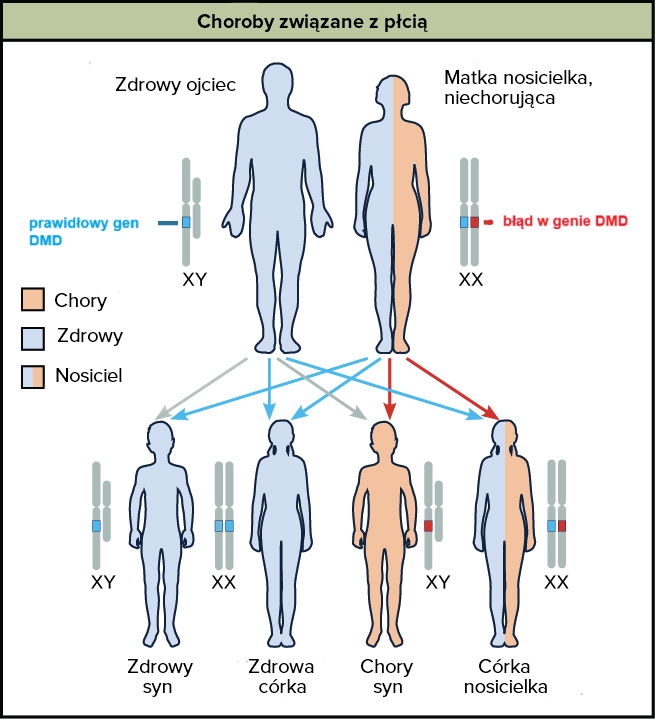 Choroby związane z płcią
Zdrowy ojciec
Matka nosicielka,
niechorująca
prawidłowy gen
DMD
błąd w genie DMD
XY
XX
Chory
Zdrowy
Nosiciel
XY
XX
XY
XX
Zdrowy
syn
Zdrowa
córka
Chory
syn
Córka
nosicielka